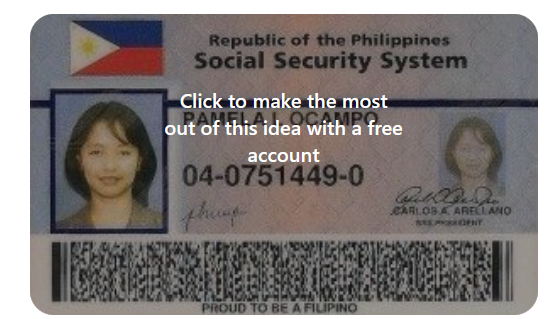 Republic of the Philippines
Social Security System
Click to make the most
PAMELA L OCAMPO
out of this idea with a free
account
04-0751449-0
CARLOS A. ARELLANO
SSS PRESIDENT
PROUD TO BE A FILIPINO